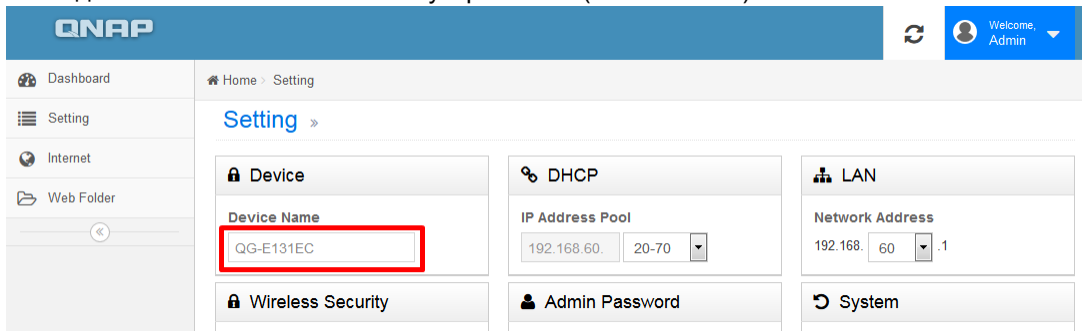 QNAP
Welcome,
Admin
Dashboard
Setting
Internet
Web Folder
Home > Setting
Setting »
Device
Device Name
QG-E131EC
DHCP
IP Address Pool
192.168.60. 20-70
LAN
Network Address
192.168. 60 .1
Wireless Security
Admin Password
System